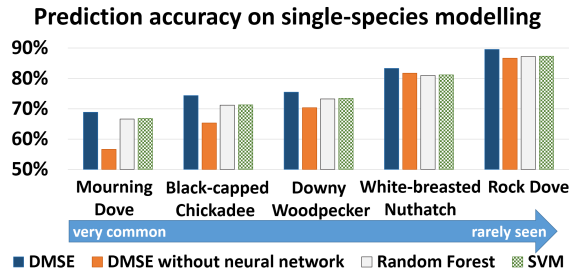 Prediction accuracy on single-species modelling
90%
80%
70%
60%
50%
Mourning Dove
Black-capped Chickadee
Downy Woodpecker
White-breasted Nuthatch
Rock Dove
very common
rarely seen
DMSE
DMSE without neural network
Random Forest
SVM